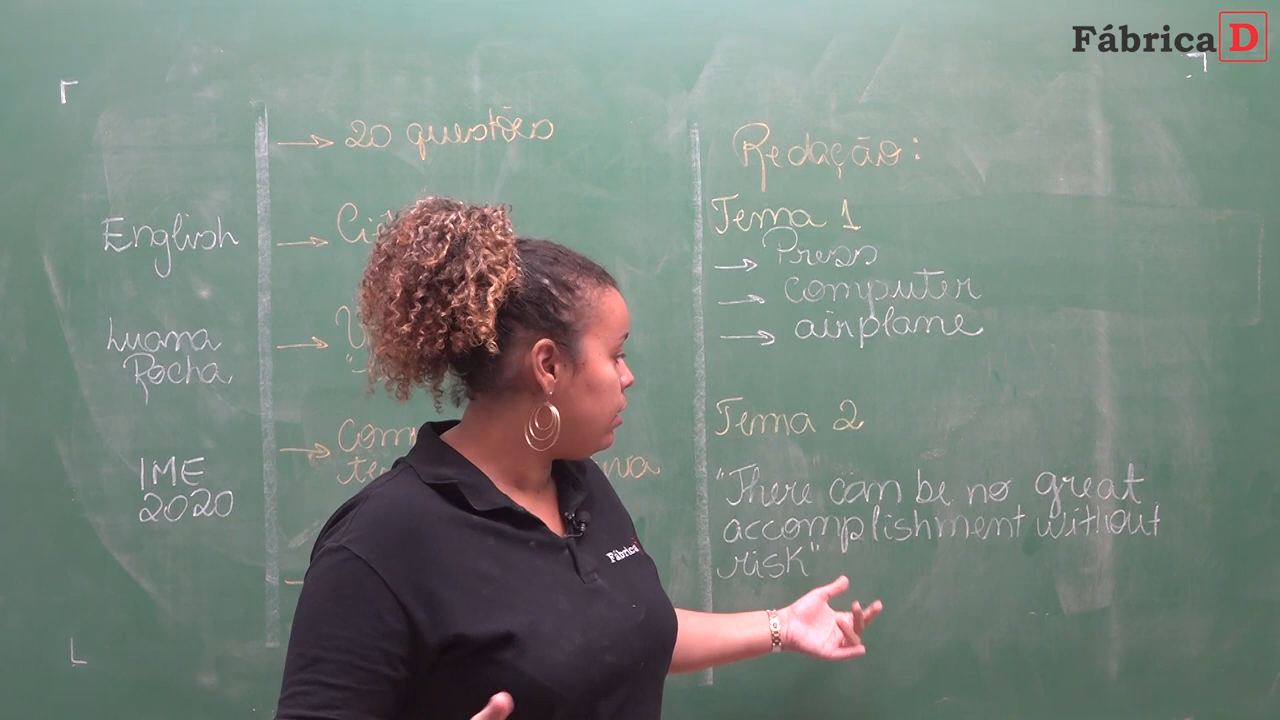 Fábrica D
English
Luana
Rocha
IME
2020
→ 20 questões
→
→
→
Redação:
Tema 1
→ Press
→ computer
→ airplane
Tema 2
"There can be no great
accomplishment without
risk"
Fábrica